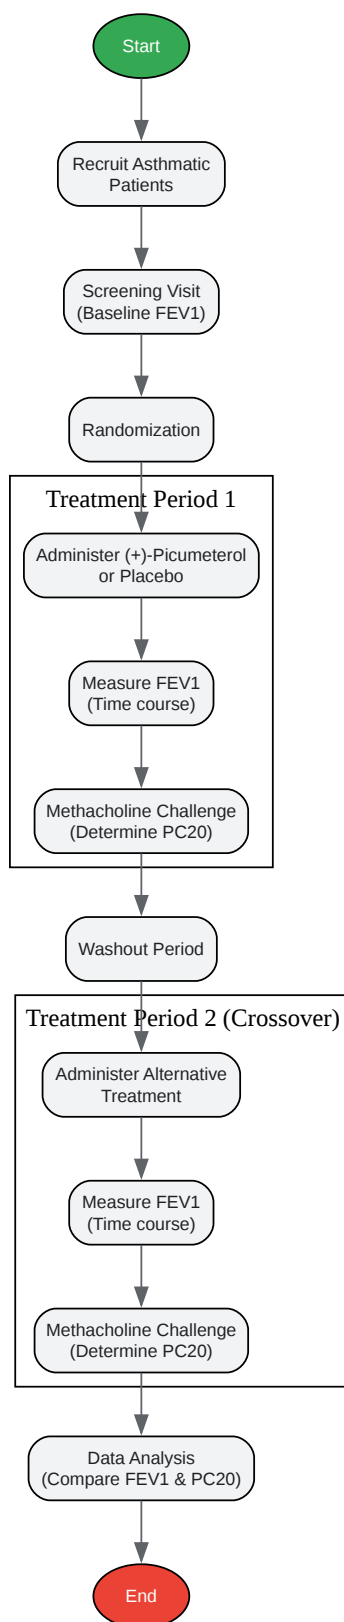 Start
Recruit Asthmatic
Patients
Screening Visit
(Baseline FEV1)
Randomization
Treatment Period 1
Administer (+)-Picumeterol
or Placebo
Measure FEV1
(Time course)
Methacholine Challenge
(Determine PC20)
Washout Period
Treatment Period 2 (Crossover)
Administer Alternative
Treatment
Measure FEV1
(Time course)
Methacholine Challenge
(Determine PC20)
Data Analysis
(Compare FEV1 & PC20)
End